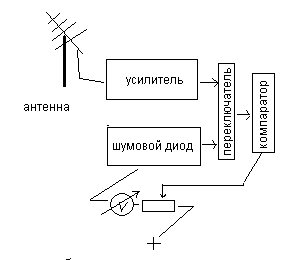 усилитель
антенна
шумовой диод
переключатель
компаратор